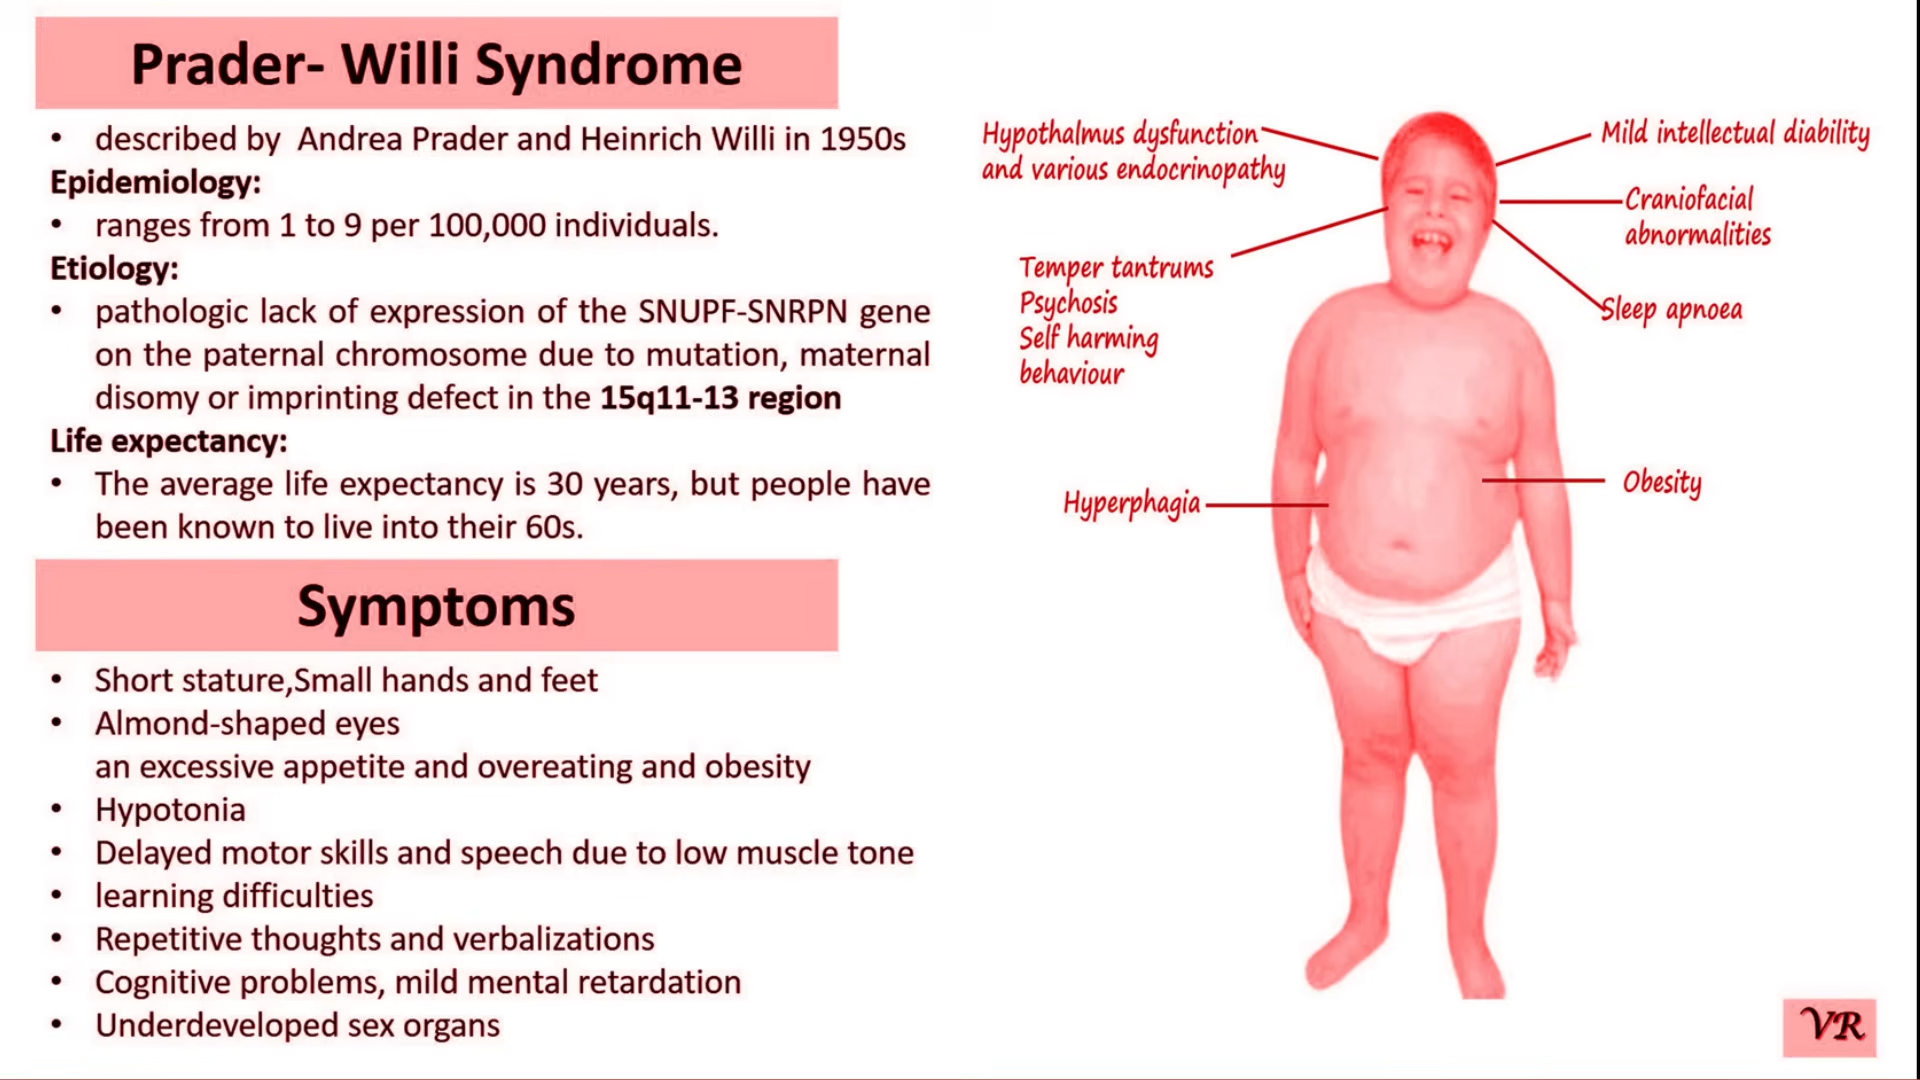 Prader- Willi Syndrome
• described by Andrea Prader and Heinrich Willi in 1950s
Epidemiology:
• ranges from 1 to 9 per 100,000 individuals.
Etiology:
• pathologic lack of expression of the SNUPF-SNRPN gene
on the paternal chromosome due to mutation, maternal
disomy or imprinting defect in the 15q11-13 region
Life expectancy:
• The average life expectancy is 30 years, but people have
been known to live into their 60s.
Symptoms
• Short stature,Small hands and feet
• Almond-shaped eyes
an excessive appetite and overeating and obesity
• Hypotonia
• Delayed motor skills and speech due to low muscle tone
• learning difficulties
• Repetitive thoughts and verbalizations
• Cognitive problems, mild mental retardation
• Underdeveloped sex organs
Hypothalmus dysfunction
and various endocrinopathy
Temper tantrums
Psychosis
Self harming
behaviour
Hyperphagia
Mild intellectual diability
Craniofacial
abnormalities
Sleep apnoea
Obesity
VR